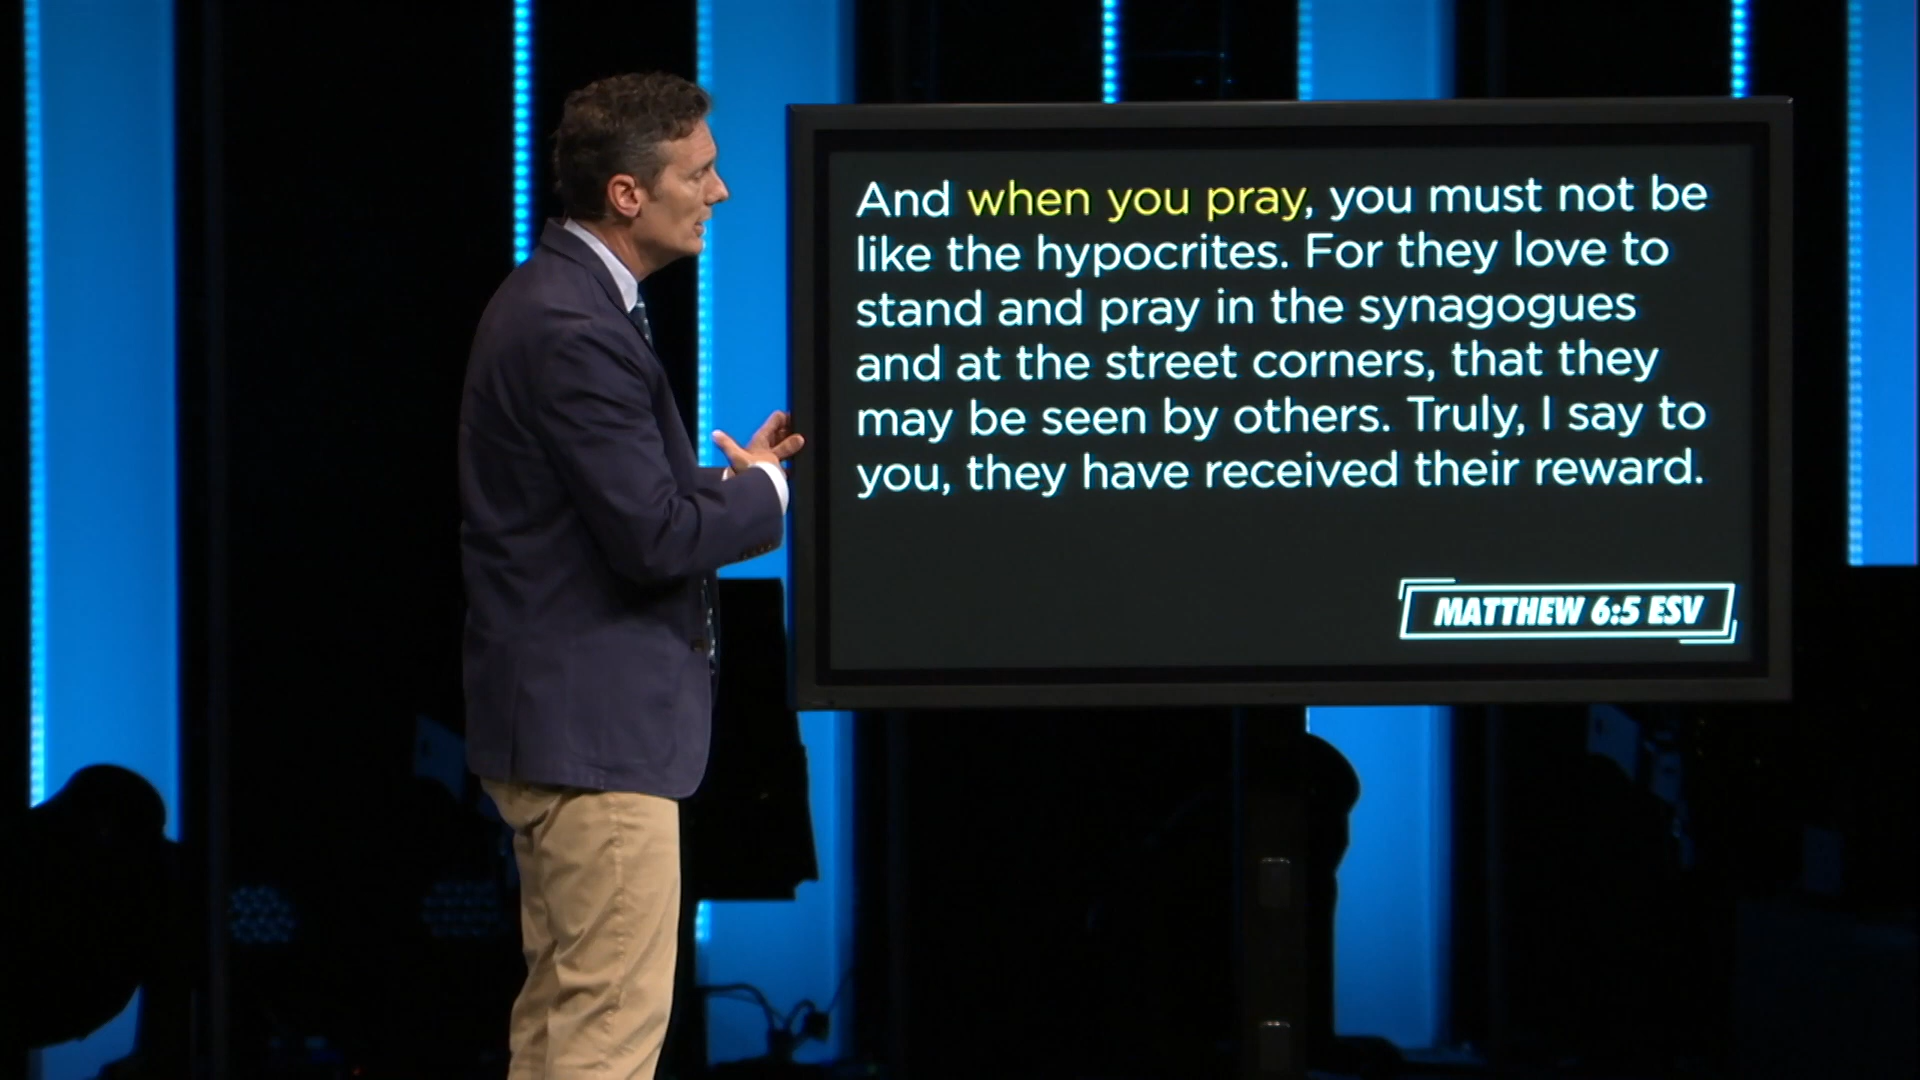 And when you pray, you must not be
like the hypocrites. For they love to
stand and pray in the synagogues
and at the street corners, that they
may be seen by others. Truly, I say to
you, they have received their reward.
MATTHEW 6:5 ESV